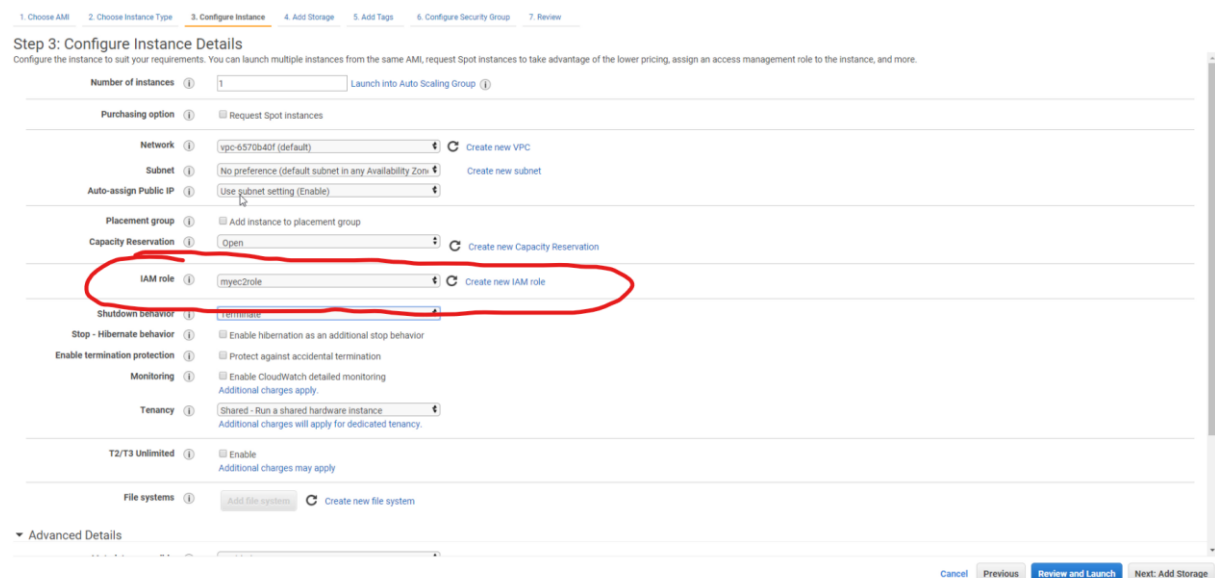 1. Choose AMI 2. Choose Instance Type 3. Configure Instance 4. Add Storage 5. Add Tags 6. Configure Security Group 7. Review
Step 3: Configure Instance Details
Configure the instance to suit your requirements. You can launch multiple instances from the same AMI, request Spot instances to take advantage of the lower pricing, assign an access management role to the instance, and more.
Number of instances 1 Launch into Auto Scaling Group
Purchasing option Request Spot instances
Network vpc-6570b40f (default) Create new VPC
Subnet No preference (default subnet in any Availability Zone Create new subnet
Auto-assign Public IP Use subnet setting (Enable)
Placement group Add instance to placement group
Capacity Reservation Open Create new Capacity Reservation
IAM role myec2role Create new IAM role
Shutdown behavior Terminate
Stop - Hibernate behavior Enable hibernation as an additional stop behavior
Enable termination protection Protect against accidental termination
Monitoring Enable CloudWatch detailed monitoring
Additional charges apply.
Tenancy Shared - Run a shared hardware instance
Additional charges will apply for dedicated tenancy.
T2/T3 Unlimited Enable
Additional charges may apply
File systems Add file system Create new file system
Advanced Details
Cancel Previous Review and Launch Next: Add Storage